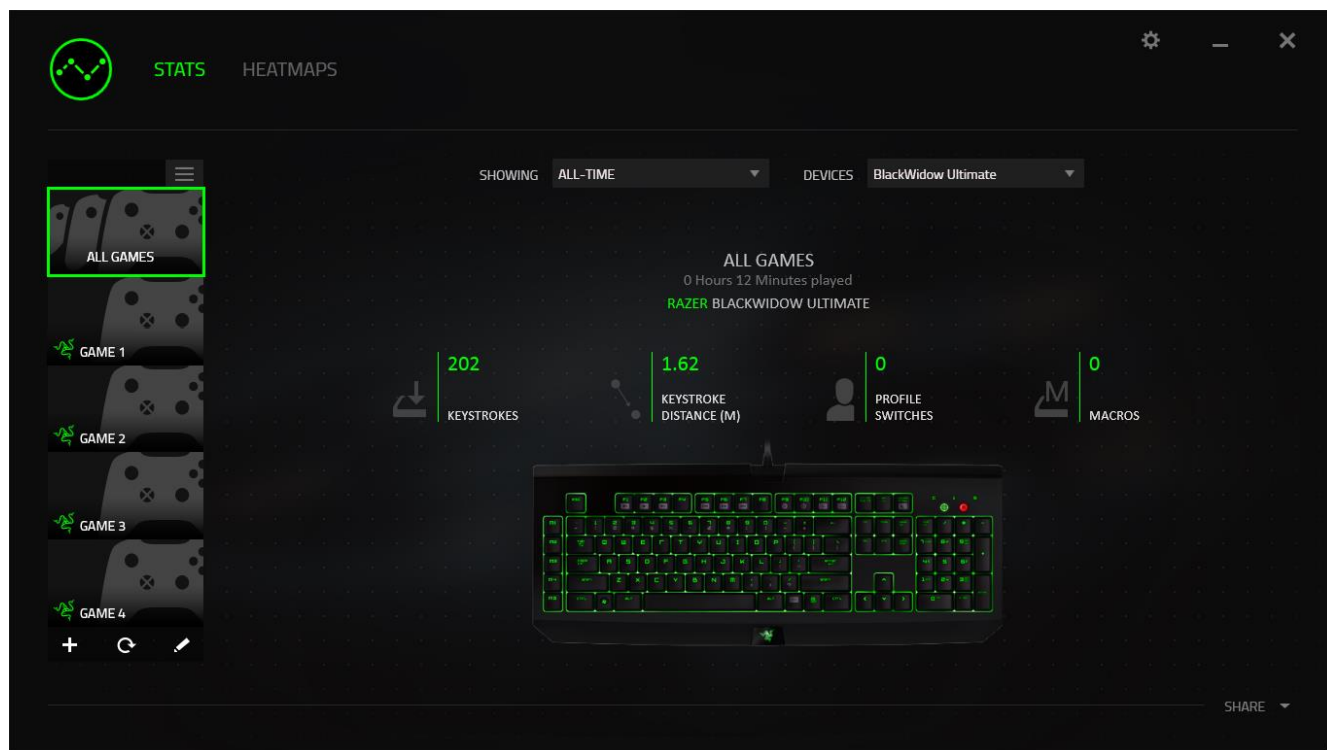 STATS HEATMAPS
SHOWING ALL-TIME DEVICES BlackWidow Ultimate
ALL GAMES
GAME 1
GAME 2
GAME 3
GAME 4
ALL GAMES
0 Hours 12 Minutes played
RAZER BLACKWIDOW ULTIMATE
202
KEYSTROKES
1.62
KEYSTROKE
DISTANCE (M)
0
PROFILE
SWITCHES
M
0
MACROS
SHARE